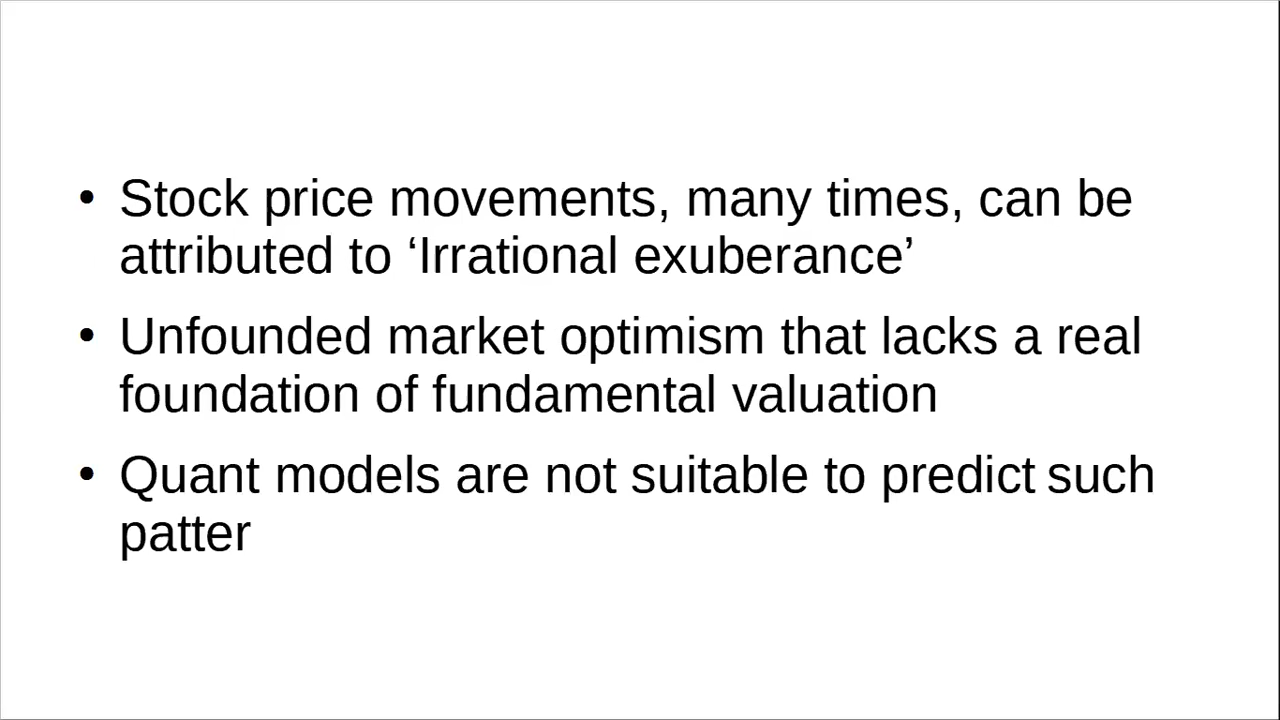 • Stock price movements, many times, can be
attributed to ‘Irrational exuberance’
• Unfounded market optimism that lacks a real
foundation of fundamental valuation
• Quant models are not suitable to predict such
patter